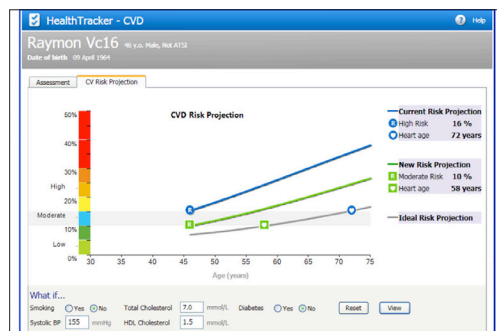 HealthTracker - CVD
Help
Raymon Vc16 46 y.o. Male, Not ATSI
Date of birth 09 April 1964
Assessment CV Risk Projection
CVD Risk Projection
50%
40%
30%
High
20%
Moderate
10%
Low
0%
30 35 40 45 50 55 60 65 70 75
Age (years)
Current Risk Projection
R High Risk 16 %
Heart age 72 years
New Risk Projection
R Moderate Risk 10 %
Heart age 58 years
Ideal Risk Projection
R
R
What if...
Smoking Yes No Total Cholesterol 7.0 mmol/L Diabetes Yes No Reset View
Systolic BP 155 mmHg HDL Cholesterol 1.5 mmol/L